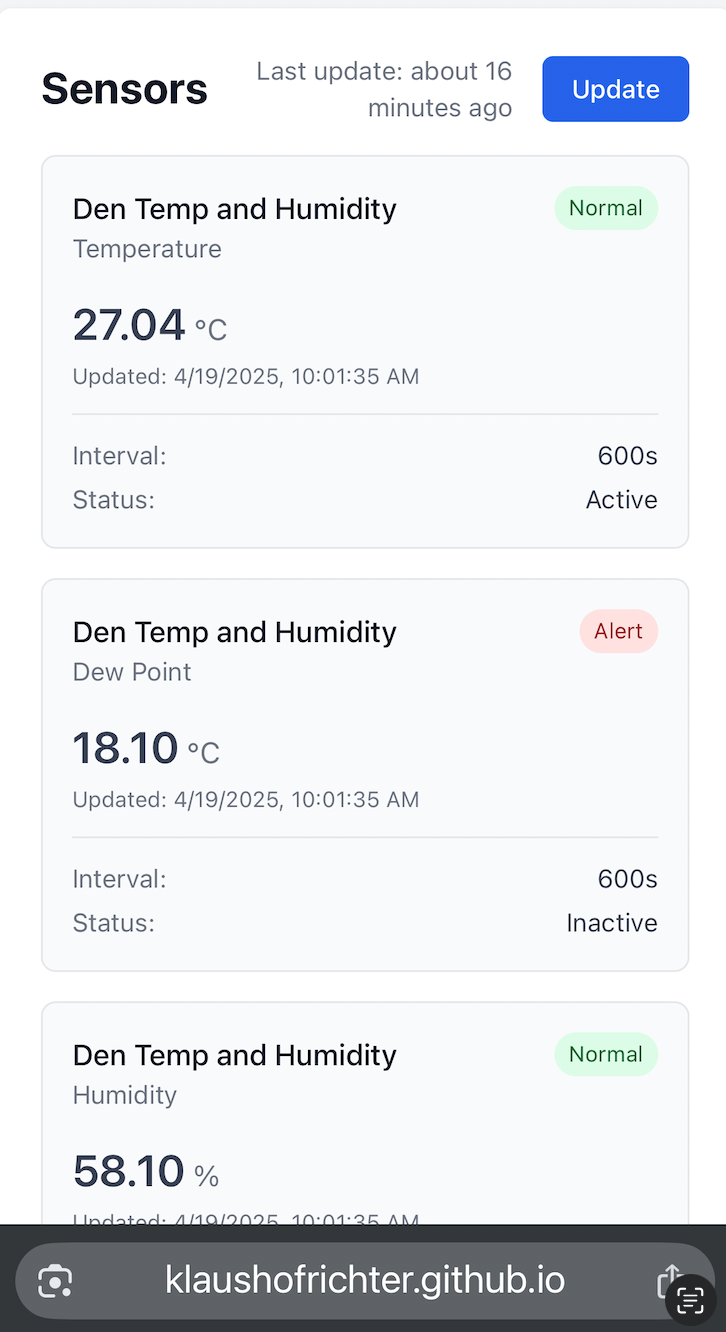 Sensors
Last update: about 16
minutes ago
Update
Den Temp and Humidity
Normal
Temperature
27.04 °C
Updated: 4/19/2025, 10:01:35 AM
Interval: 600s
Status: Active
Den Temp and Humidity
Alert
Dew Point
18.10 °C
Updated: 4/19/2025, 10:01:35 AM
Interval: 600s
Status: Inactive
Den Temp and Humidity
Normal
Humidity
58.10 %
Updated: 4/19/2025, 10:01:35 AM
klaushofrichter.github.io